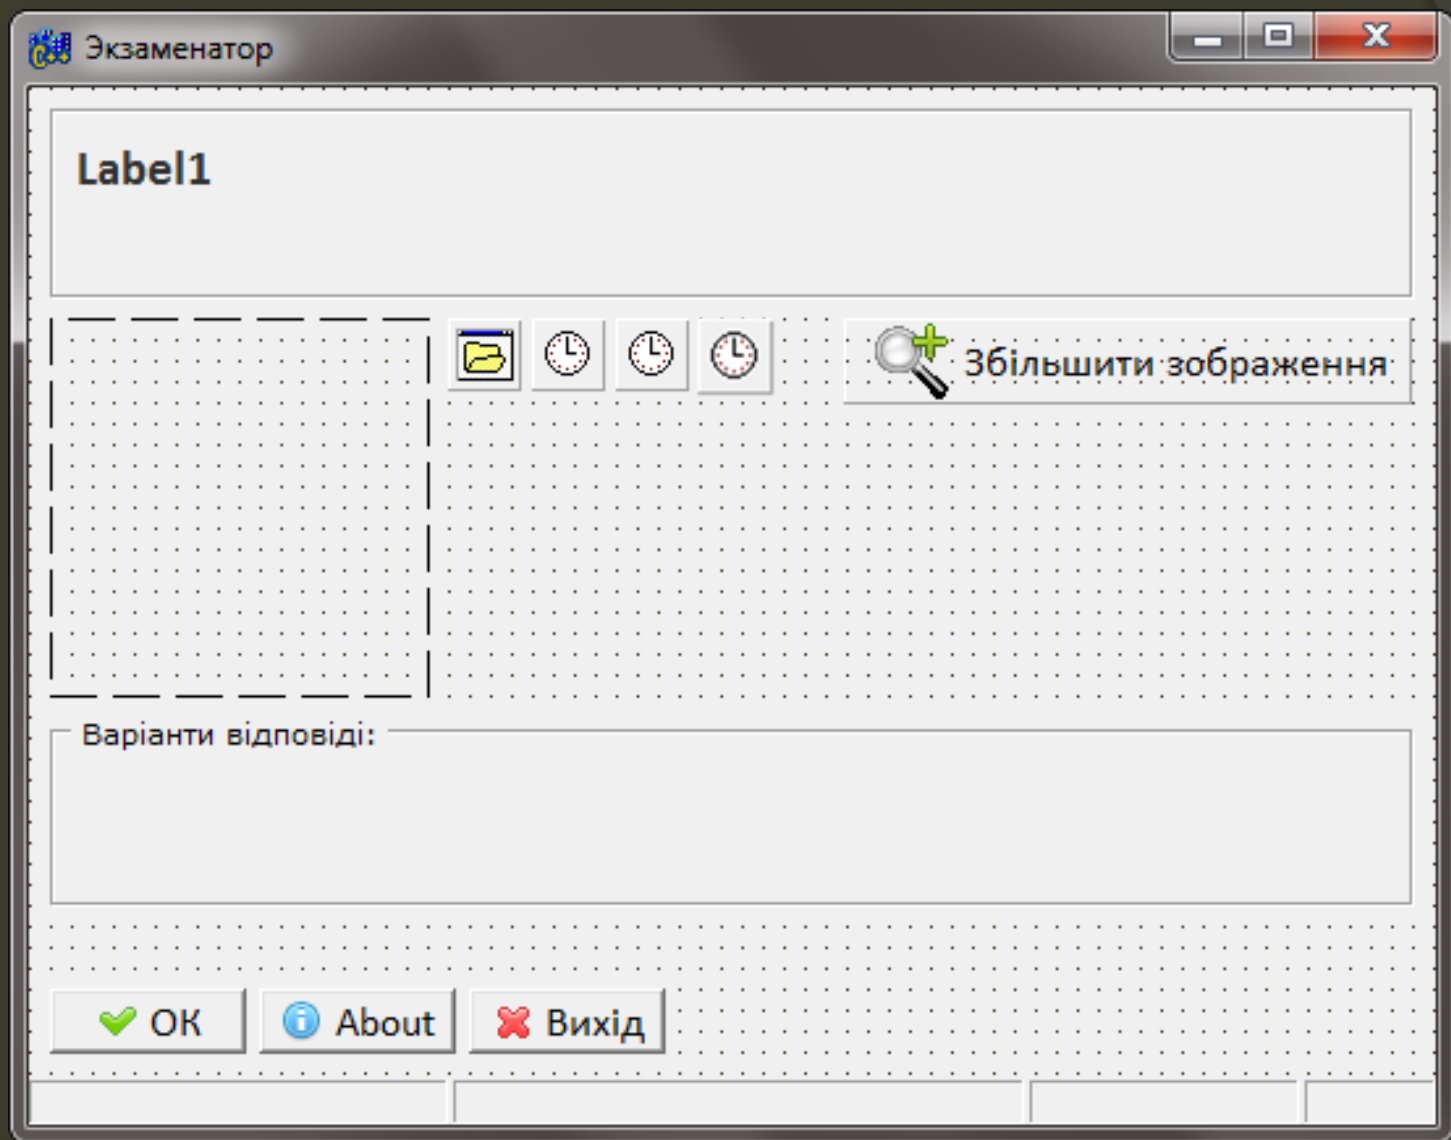 Экзаменатор
Label1
Збільшити зображення
Варіанти відповіді:
OK
About
Вихід